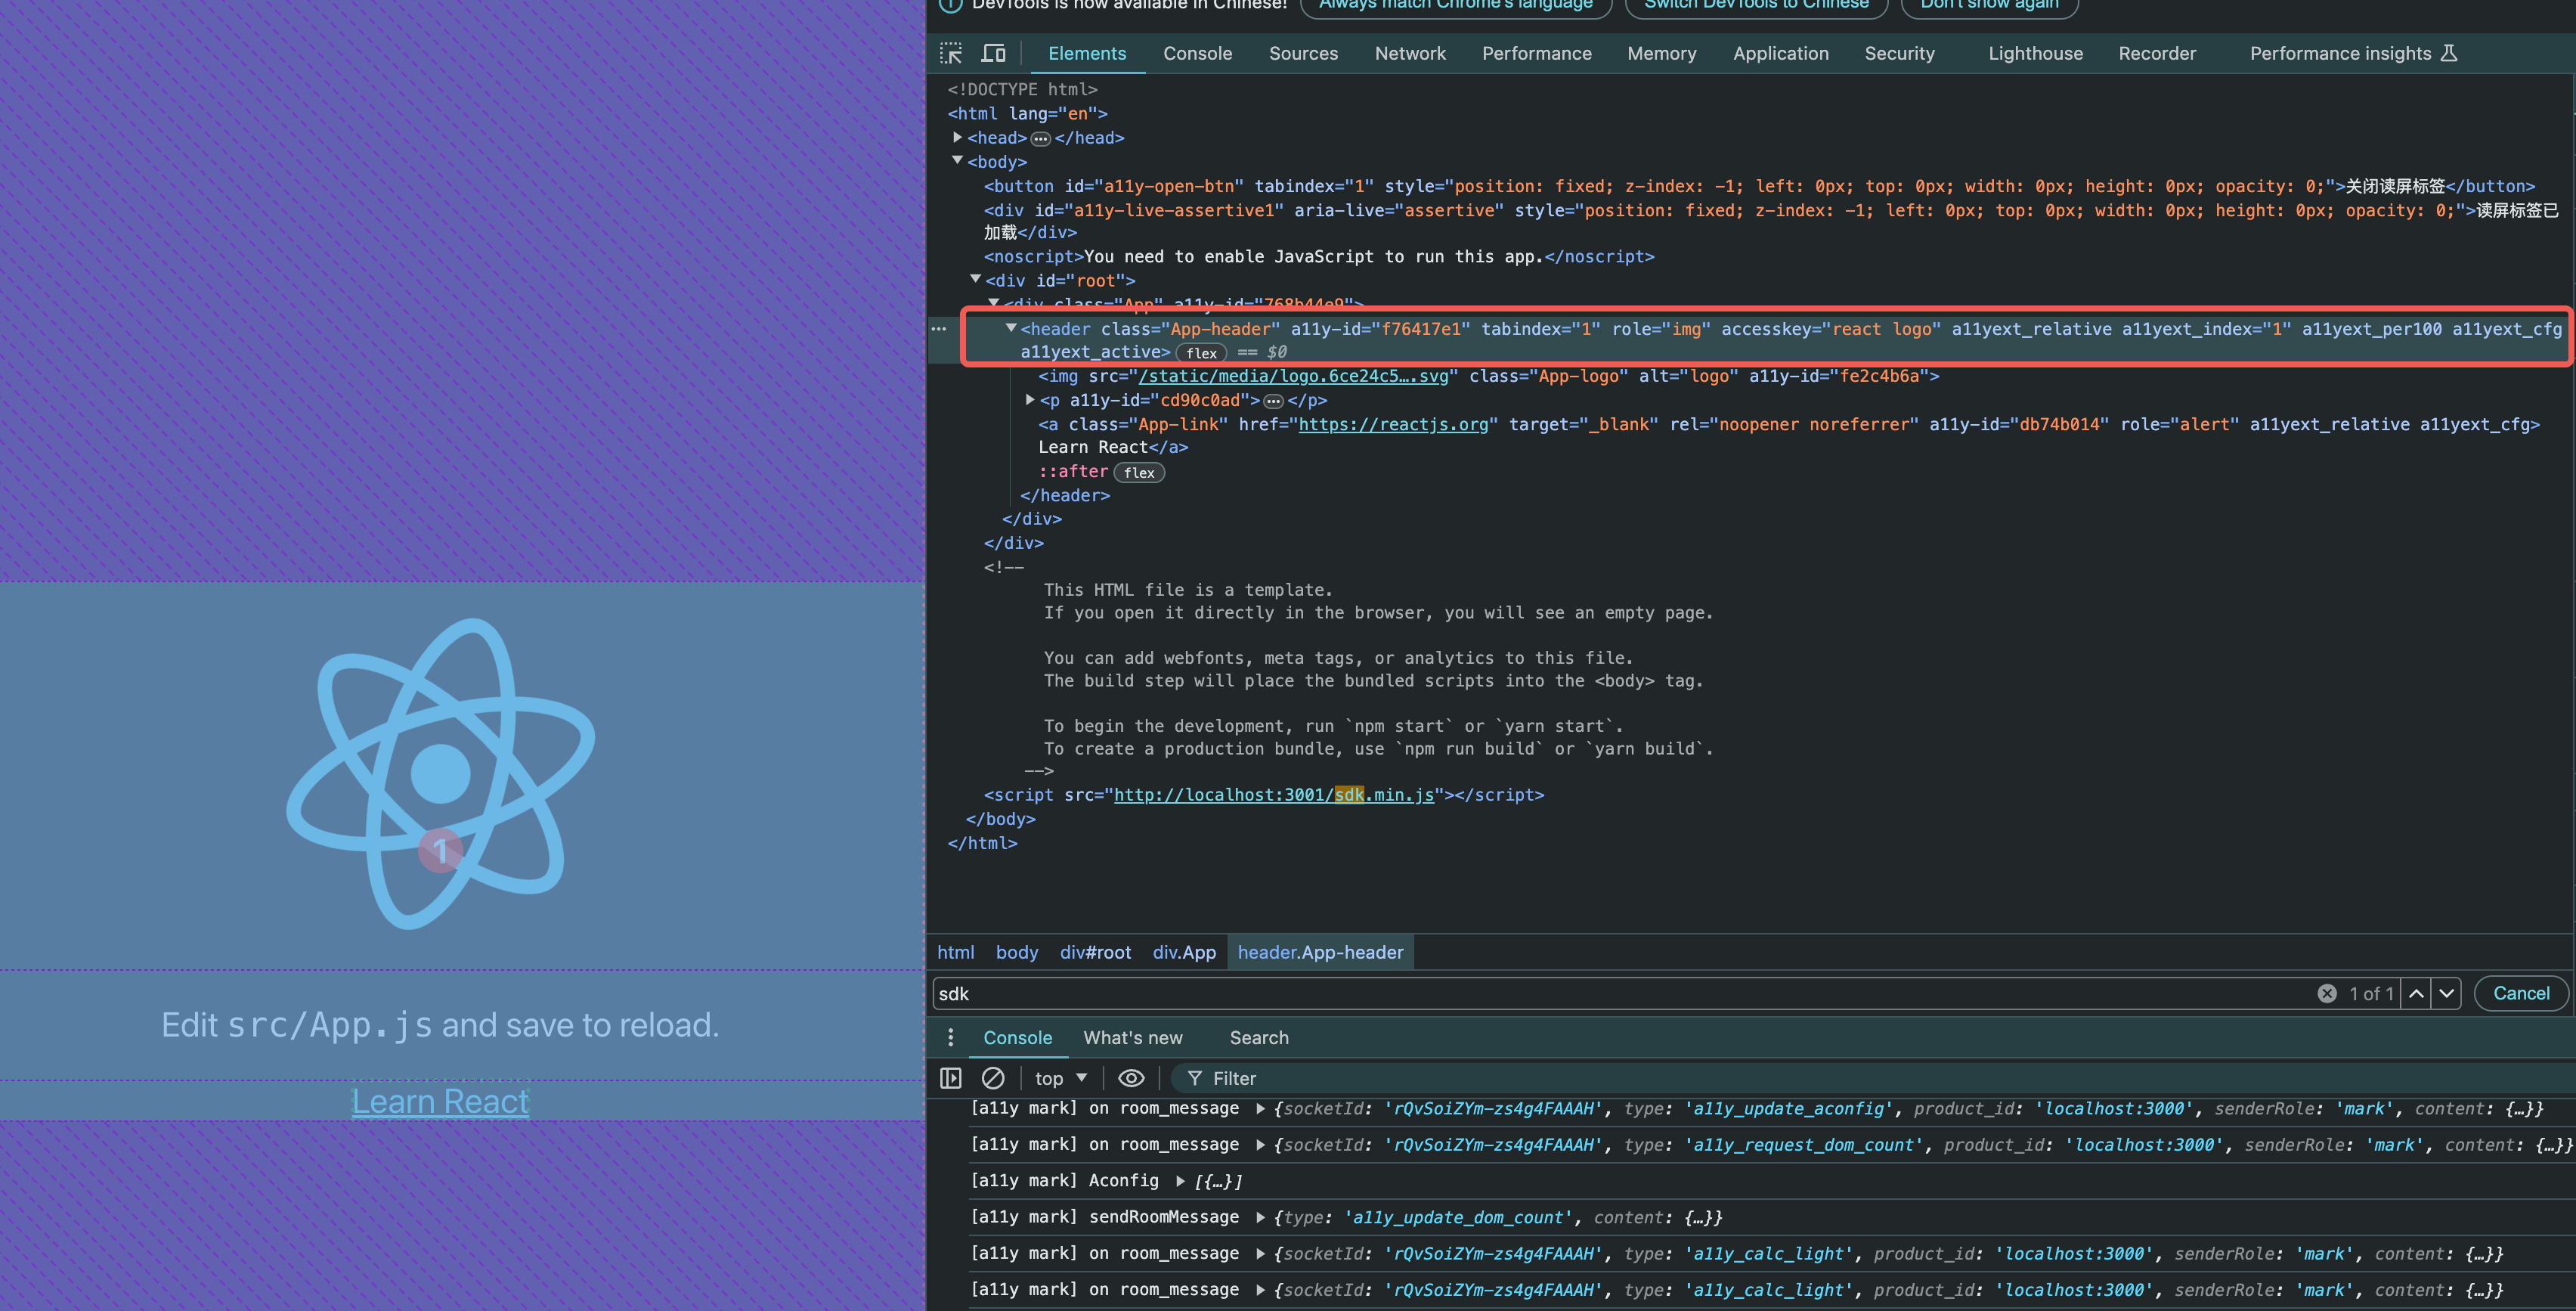 DevTools is now available in Chinese! Always match Chrome's language Switch DevTools to Chinese Don't show again
Elements Console Sources Network Performance Memory Application Security Lighthouse Recorder Performance insights
<!DOCTYPE html>
<html lang="en">
<head> ••• </head>
<body>
<button id="a11y-open-btn" tabindex="1" style="position: fixed; z-index: -1; left: 0px; top: 0px; width: 0px; height: 0px; opacity: 0;">关闭读屏标签</button>
<div id="a11y-live-assertive1" aria-live="assertive" style="position: fixed; z-index: -1; left: 0px; top: 0px; width: 0px; height: 0px; opacity: 0;">读屏标签已
加载</div>
<noscript>You need to enable JavaScript to run this app.</noscript>
<div id="root">
<div class="App" a11y-id="768b44e9">
<header class="App-header" a11y-id="f76417e1" tabindex="1" role="img" accesskey="react logo" a11yext_relative a11yext_index="1" a11yext_per100 a11yext_cfg
a11yext_active> flex == $0
<img src="/static/media/logo.6ce24c5….svg" class="App-logo" alt="logo" a11y-id="fe2c4b6a">
<p a11y-id="cd90c0ad"> ••• </p>
<a class="App-link" href="https://reactjs.org" target="_blank" rel="noopener noreferrer" a11y-id="db74b014" role="alert" a11yext_relative a11yext_cfg>
Learn React</a>
::after flex
</header>
</div>
</div>
<!--
This HTML file is a template.
If you open it directly in the browser, you will see an empty page.
You can add webfonts, meta tags, or analytics to this file.
The build step will place the bundled scripts into the <body> tag.
To begin the development, run `npm start` or `yarn start`.
To create a production bundle, use `npm run build` or `yarn build`.
-->
<script src="http://localhost:3001/sdk.min.js"></script>
</body>
</html>
1
Edit src/App.js and save to reload.
Learn React
html body div#root div.App header.App-header
sdk 1 of 1 Cancel
Console What's new Search
top Filter
[a11y mark] on room_message {socketId: 'rQvSoiZYm-zs4g4FAAAH', type: 'a11y_update_aconfig', product_id: 'localhost:3000', senderRole: 'mark', content: {…}}
[a11y mark] on room_message {socketId: 'rQvSoiZYm-zs4g4FAAAH', type: 'a11y_request_dom_count', product_id: 'localhost:3000', senderRole: 'mark', content: {…}}
[a11y mark] Aconfig [{…}]
[a11y mark] sendRoomMessage {type: 'a11y_update_dom_count', content: {…}}
[a11y mark] on room_message {socketId: 'rQvSoiZYm-zs4g4FAAAH', type: 'a11y_calc_light', product_id: 'localhost:3000', senderRole: 'mark', content: {…}}
[a11y mark] on room_message {socketId: 'rQvSoiZYm-zs4g4FAAAH', type: 'a11y_calc_light', product_id: 'localhost:3000', senderRole: 'mark', content: {…}}